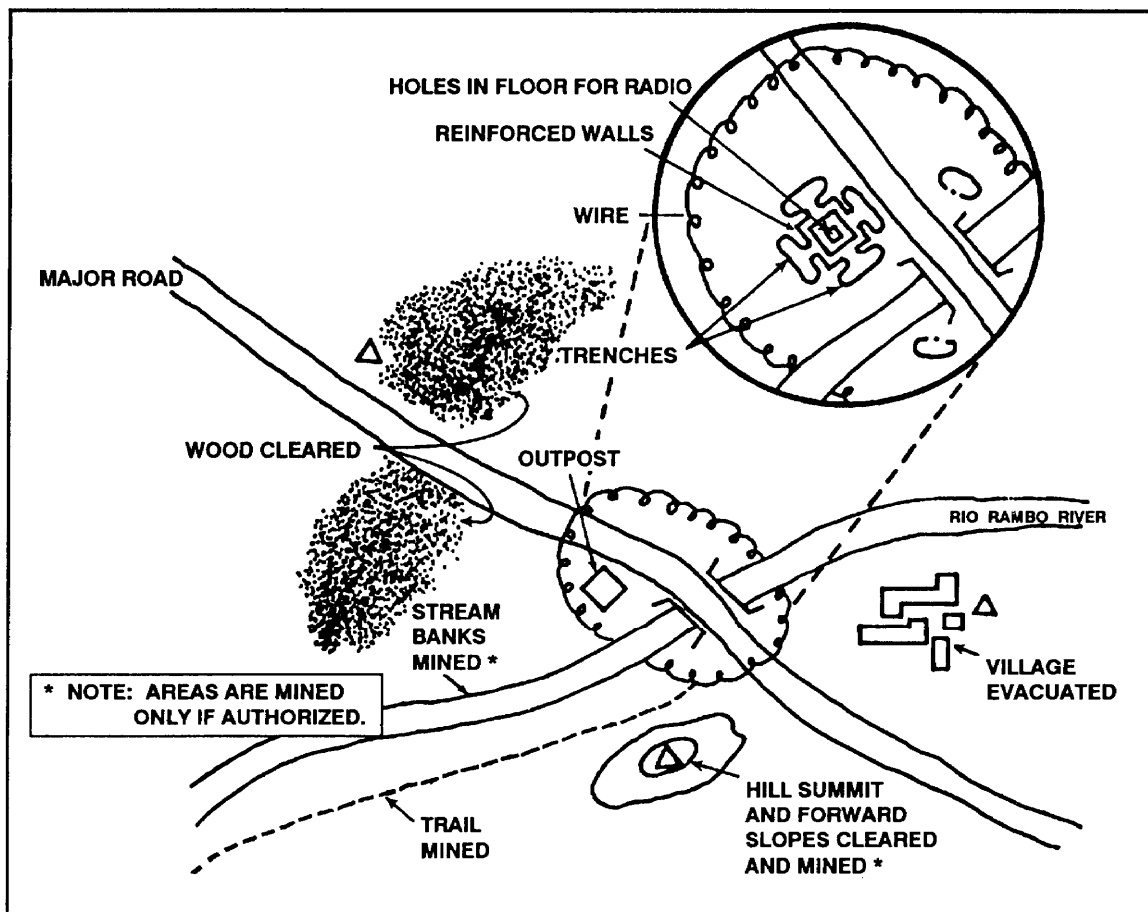 HOLES IN FLOOR FOR RADIO
REINFORCED WALLS
WIRE
MAJOR ROAD
TRENCHES
WOOD CLEARED
OUTPOST
RIO RAMBO RIVER
STREAM
BANKS
MINED *
VILLAGE
EVACUATED
* NOTE: AREAS ARE MINED
ONLY IF AUTHORIZED.
HILL SUMMIT
AND FORWARD
SLOPES CLEARED
AND MINED *
TRAIL
MINED